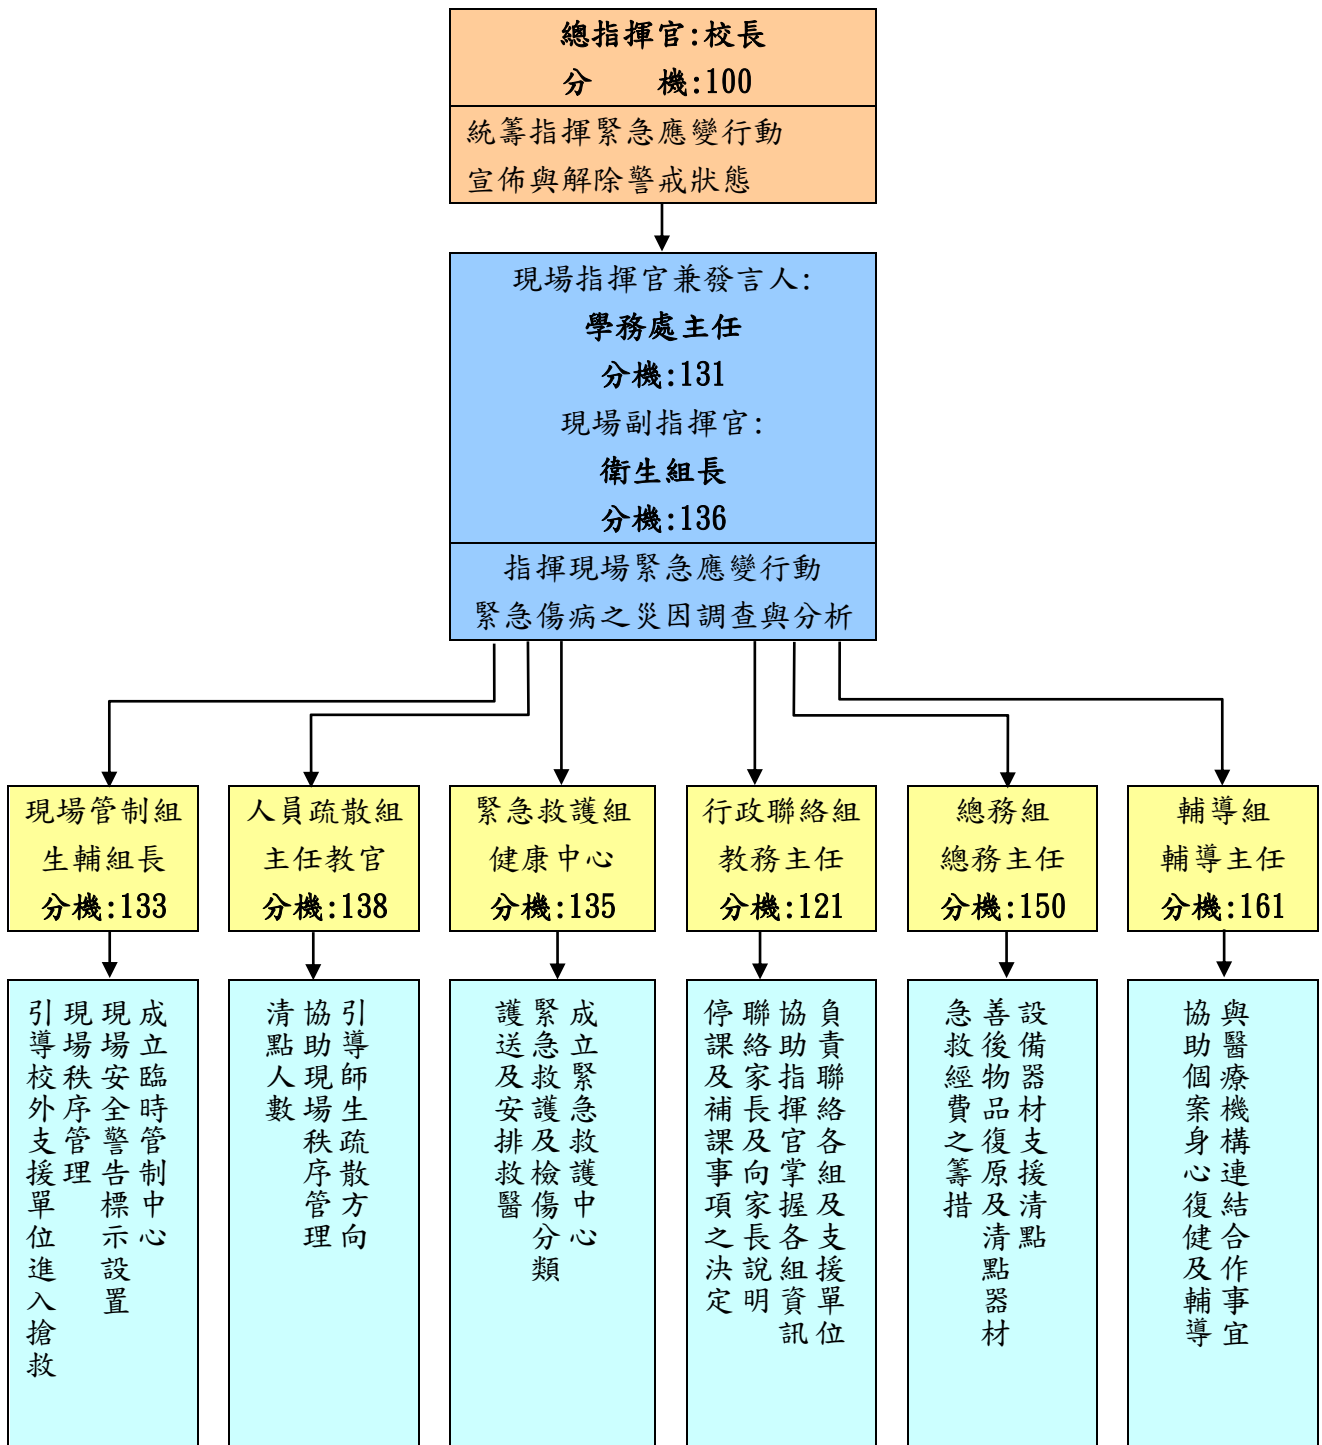 總指揮官:校長
分　　機:100
統籌指揮緊急應變行動
宣佈與解除警戒狀態
現場指揮官兼發言人:
學務處主任
分機:131
現場副指揮官:
衛生組長
分機:136
指揮現場緊急應變行動
緊急傷病之災因調查與分析
現場管制組
生輔組長
分機:133
人員疏散組
主任教官
分機:138
緊急救護組
健康中心
分機:135
行政聯絡組
教務主任
分機:121
總務組
總務主任
分機:150
輔導組
輔導主任
分機:161
成立臨時管制中心
現場安全警告標示設置
現場秩序管理
引導校外支援單位進入搶救
引導師生疏散方向
協助現場秩序管理
清點人數
成立緊急救護中心
緊急救護及檢傷分類
護送及安排救醫
負責聯絡各組及支援單位
協助指揮官掌握各組資訊
聯絡家長及向家長說明
停課及補課事項之決定
設備器材支援清點
善後物品復原及清點器材
急救經費之籌措
與醫療機構連結合作事宜
協助個案身心復健及輔導